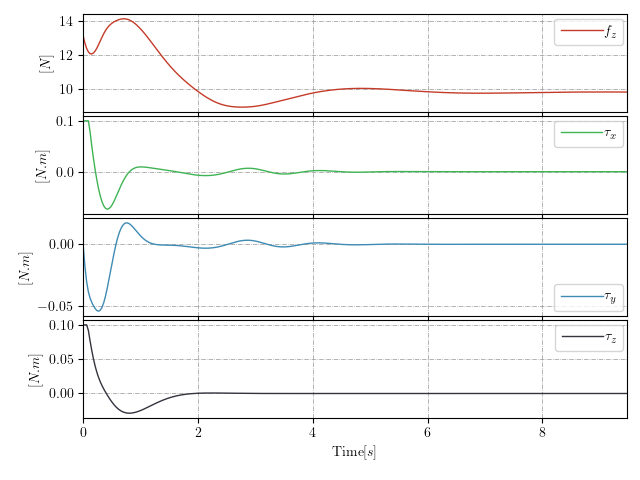 14
12
10
[N]
f_z
0.1
0.0
[N.m]
τ_x
0.00
−0.05
[N.m]
τ_y
0.10
0.05
0.00
[N.m]
τ_z
0 2 4 6 8
Time[s]